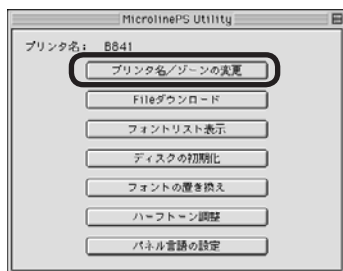 MicrolinePS Utility
プリンタ名： B841
プリンタ名／ゾーンの変更
Fileダウンロード
フォントリスト表示
ディスクの初期化
フォントの置き換え
ハーフトーン調整
パネル言語の設定